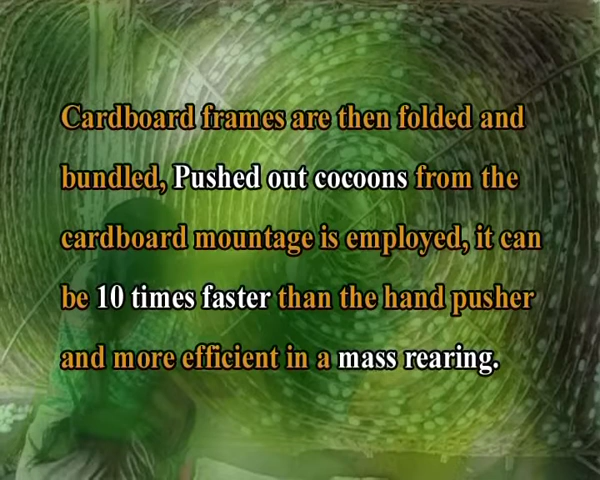 Cardboard frames are then folded and
bundled, Pushed out cocoons from the
cardboard mountage is employed, it can
be 10 times faster than the hand pusher
and more efficient in a mass rearing.